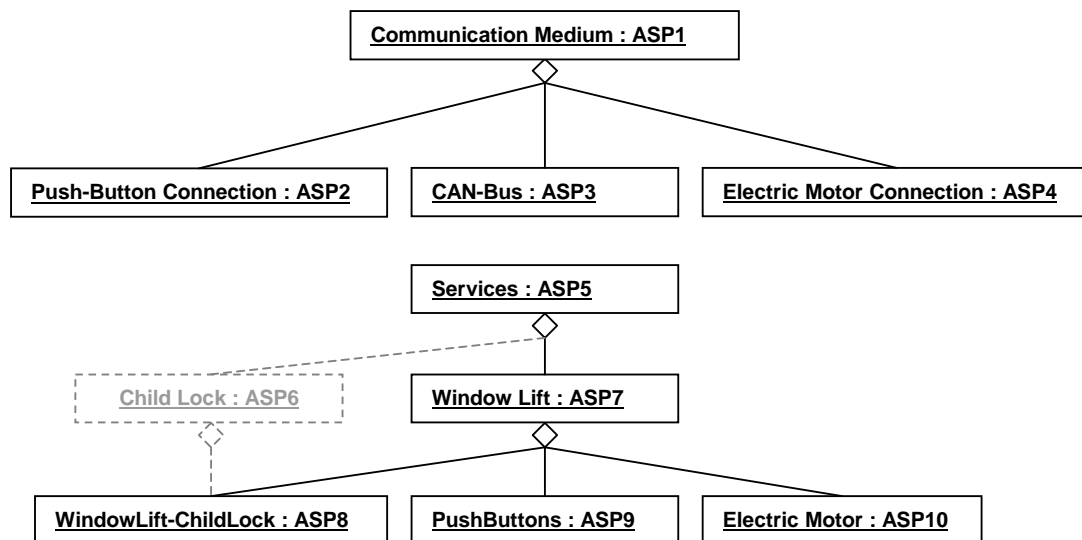 Communication Medium : ASP1
Push-Button Connection : ASP2
CAN-Bus : ASP3
Electric Motor Connection : ASP4
Services : ASP5
Child Lock : ASP6
Window Lift : ASP7
WindowLift-ChildLock : ASP8
PushButtons : ASP9
Electric Motor : ASP10